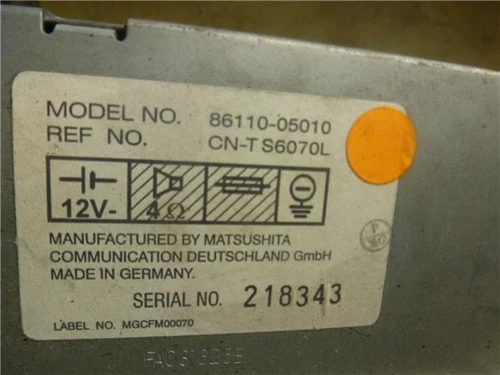 MODEL NO. 86110-05010
REF NO. CN-TS6070L
12V- 4Ω
MANUFACTURED BY MATSUSHITA
COMMUNICATION DEUTSCHLAND GmbH
MADE IN GERMANY.
SERIAL NO. 218343
LABEL NO. MGCFM00070